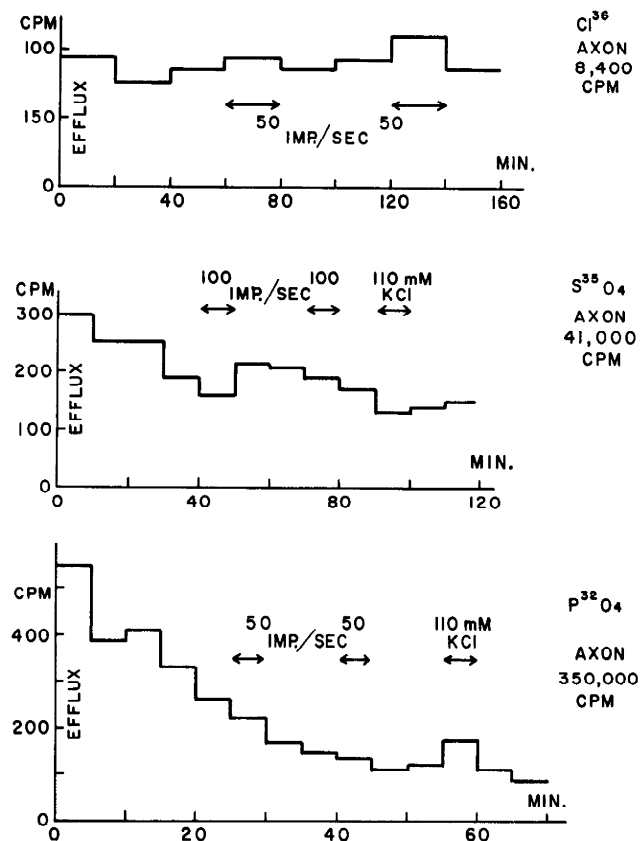 CPM
Cl36
100
AXON
8,400
CPM
EFFLUX
150
50
50
IMP./SEC
MIN.
0
0
40
80
120
160
100
100
110 mM
CPM
IMP./SEC
KCl
S35O4
300
AXON
41,000
CPM
200
EFFLUX
100
MIN.
0
0
40
80
120
CPM
P32O4
50
50
110 mM
400
IMP./SEC
KCl
AXON
350,000
CPM
EFFLUX
200
MIN.
0
0
20
40
60